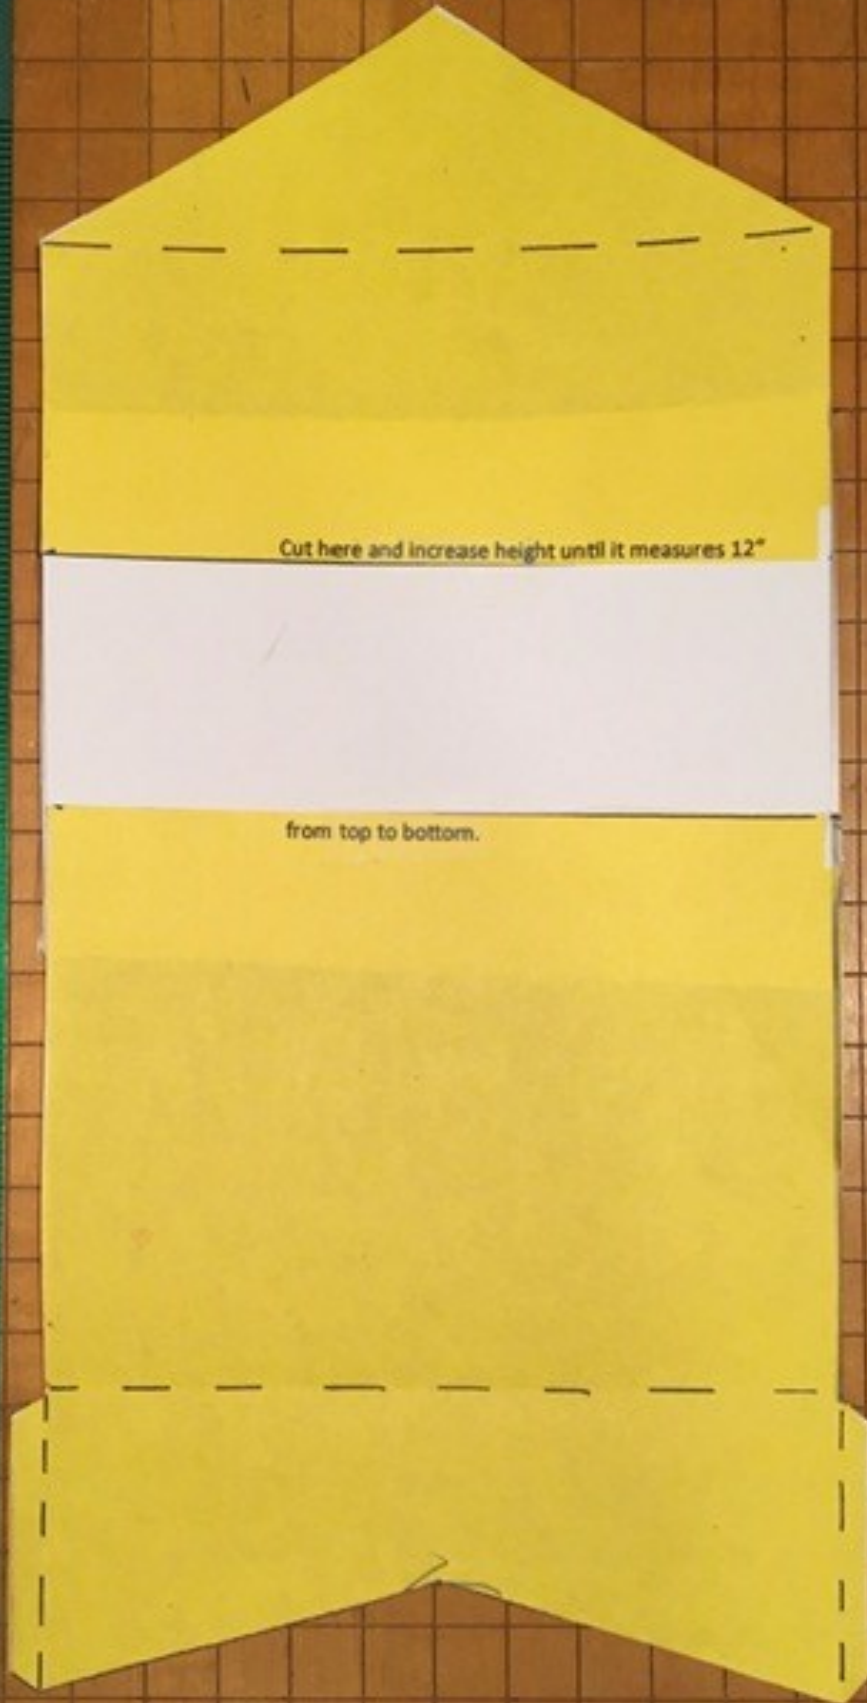 Cut here and increase height until it measures 12"
from top to bottom.